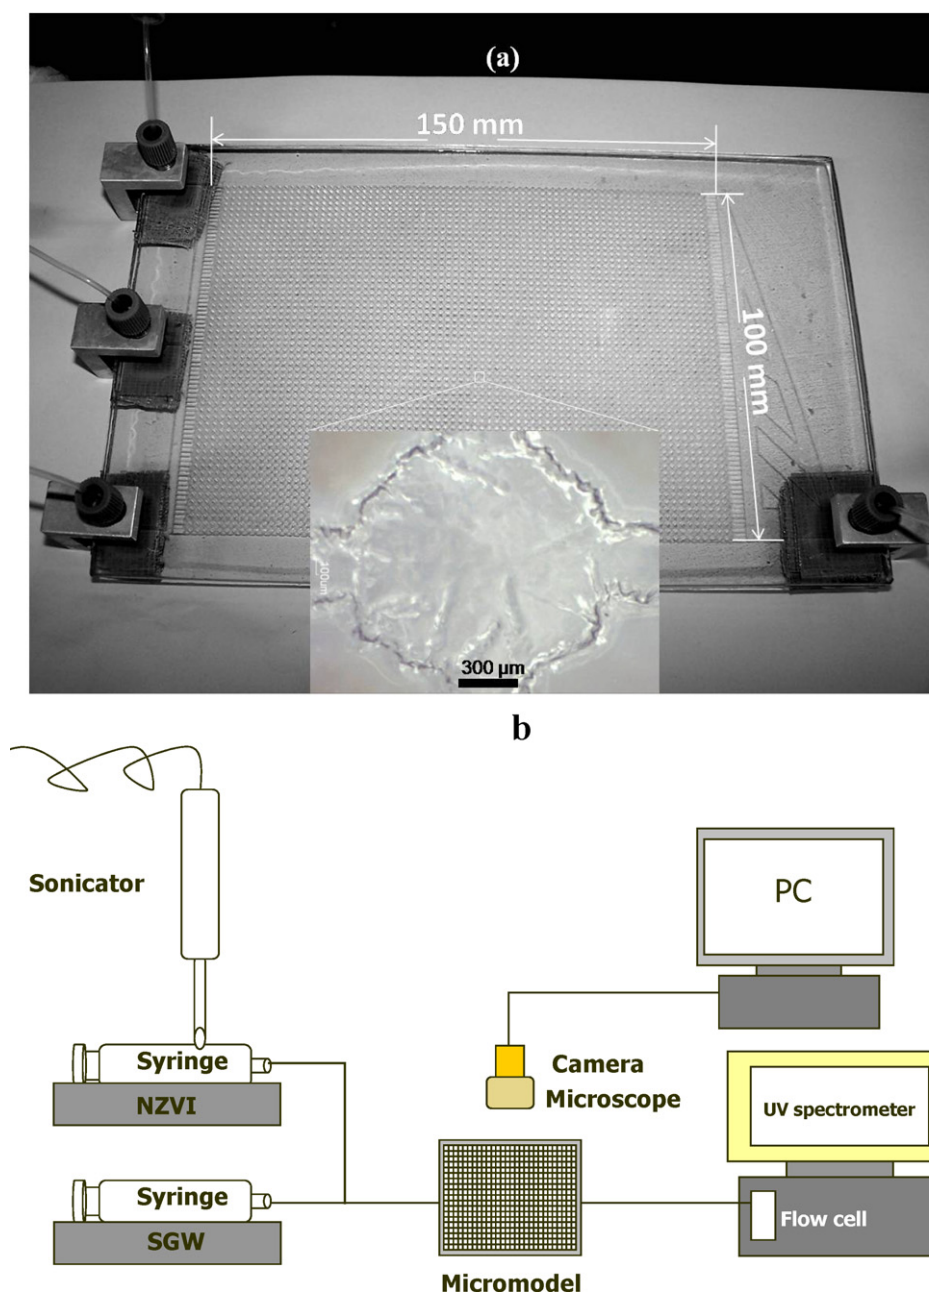 (a)
150 mm
100 mm
100um
300 µm
b
Sonicator
PC
Syringe
NZVI
Camera
Microscope
UV spectrometer
Syringe
SGW
Flow cell
Micromodel